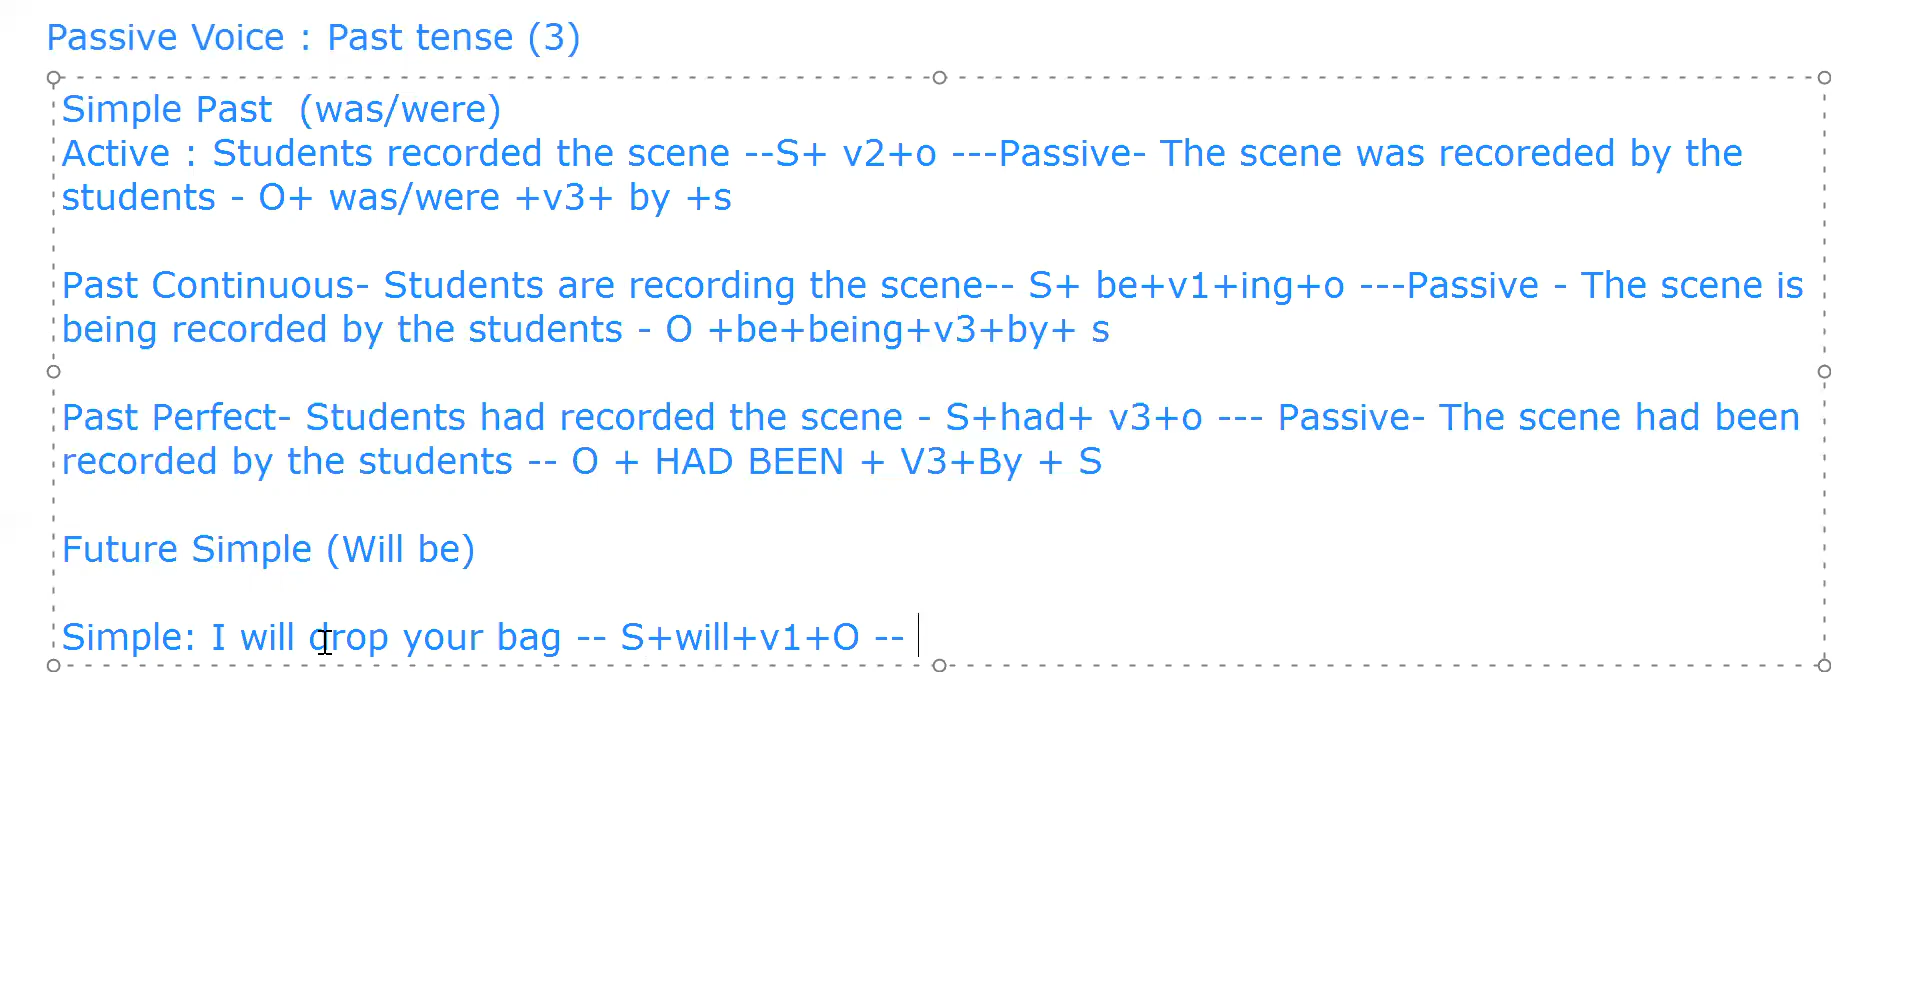 Passive Voice : Past tense (3)
Simple Past  (was/were)
Active : Students recorded the scene --S+ v2+o ---Passive- The scene was recoreded by the
students - O+ was/were +v3+ by +s
Past Continuous- Students are recording the scene-- S+ be+v1+ing+o ---Passive - The scene is
being recorded by the students - O +be+being+v3+by+ s
Past Perfect- Students had recorded the scene - S+had+ v3+o --- Passive- The scene had been
recorded by the students -- O + HAD BEEN + V3+By + S
Future Simple (Will be)
Simple: I will drop your bag -- S+will+v1+O --